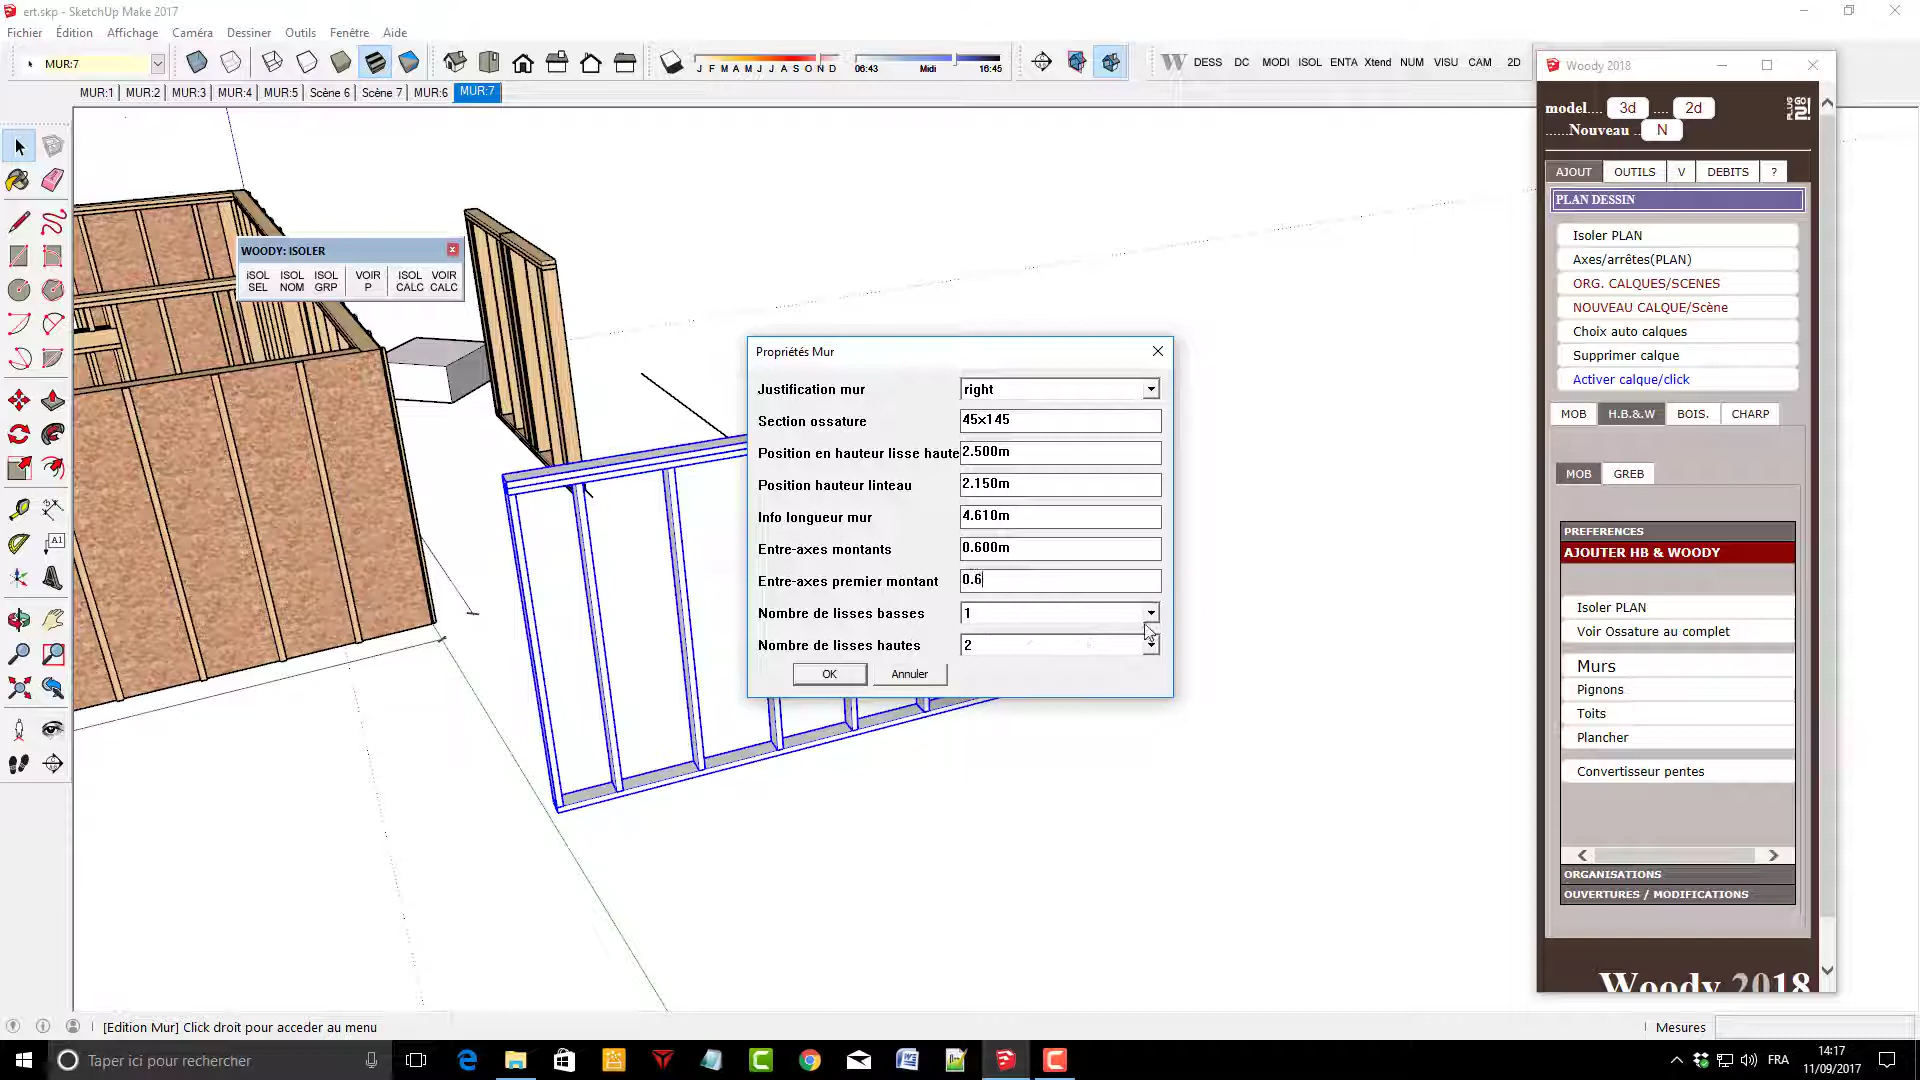 ert.skp - SketchUp Make 2017
Fichier Édition Affichage Caméra Dessiner Outils Fenêtre Aide
MUR:7
J F M A M J J A S O N D
06:43 Midi 16:45
DESS DC MODI ISOL ENTA Xtend NUM VISU CAM 2D
MUR:1 MUR:2 MUR:3 MUR:4 MUR:5 Scène 6 Scène 7 MUR:6 MUR:7
WOODY: ISOLER
iSOL SEL
ISOL NOM
ISOL GRP
VOIR P
ISOL CALC
VOIR CALC
A1
Propriétés Mur
Justification mur right
Section ossature 45x145
Position en hauteur lisse haute 2.500m
Position hauteur linteau 2.150m
Info longueur mur 4.610m
Entre-axes montants 0.600m
Entre-axes premier montant 0.6
Nombre de lisses basses 1
Nombre de lisses hautes 2
OK Annuler
Woody 2018
model.... 3d .... 2d
......Nouveau .. N
PLUG GO!
AJOUT OUTILS V DEBITS ?
PLAN DESSIN
Isoler PLAN
Axes/arrêtes(PLAN)
ORG. CALQUES/SCENES
NOUVEAU CALQUE/Scène
Choix auto calques
Supprimer calque
Activer calque/click
MOB H.B.&.W BOIS. CHARP
MOB GREB
PREFERENCES
AJOUTER HB & WOODY
Isoler PLAN
Voir Ossature au complet
Murs
Pignons
Toits
Plancher
Convertisseur pentes
ORGANISATIONS
OUVERTURES / MODIFICATIONS
Woody 2018
[Edition Mur] Click droit pour acceder au menu
Mesures
Taper ici pour rechercher
FRA
14:17
11/09/2017